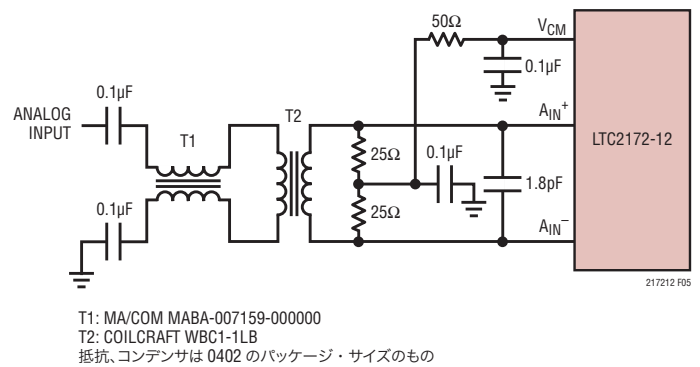 50Ω
VCM
0.1µF
0.1µF
ANALOG
INPUT
T1
T2
AIN+
LTC2172-12
25Ω
0.1µF
1.8pF
25Ω
0.1µF
AIN−
217212 F05
T1: MA/COM MABA-007159-000000
T2: COILCRAFT WBC1-1LB
抵抗、コンデンサは 0402 のパッケージ・サイズのもの